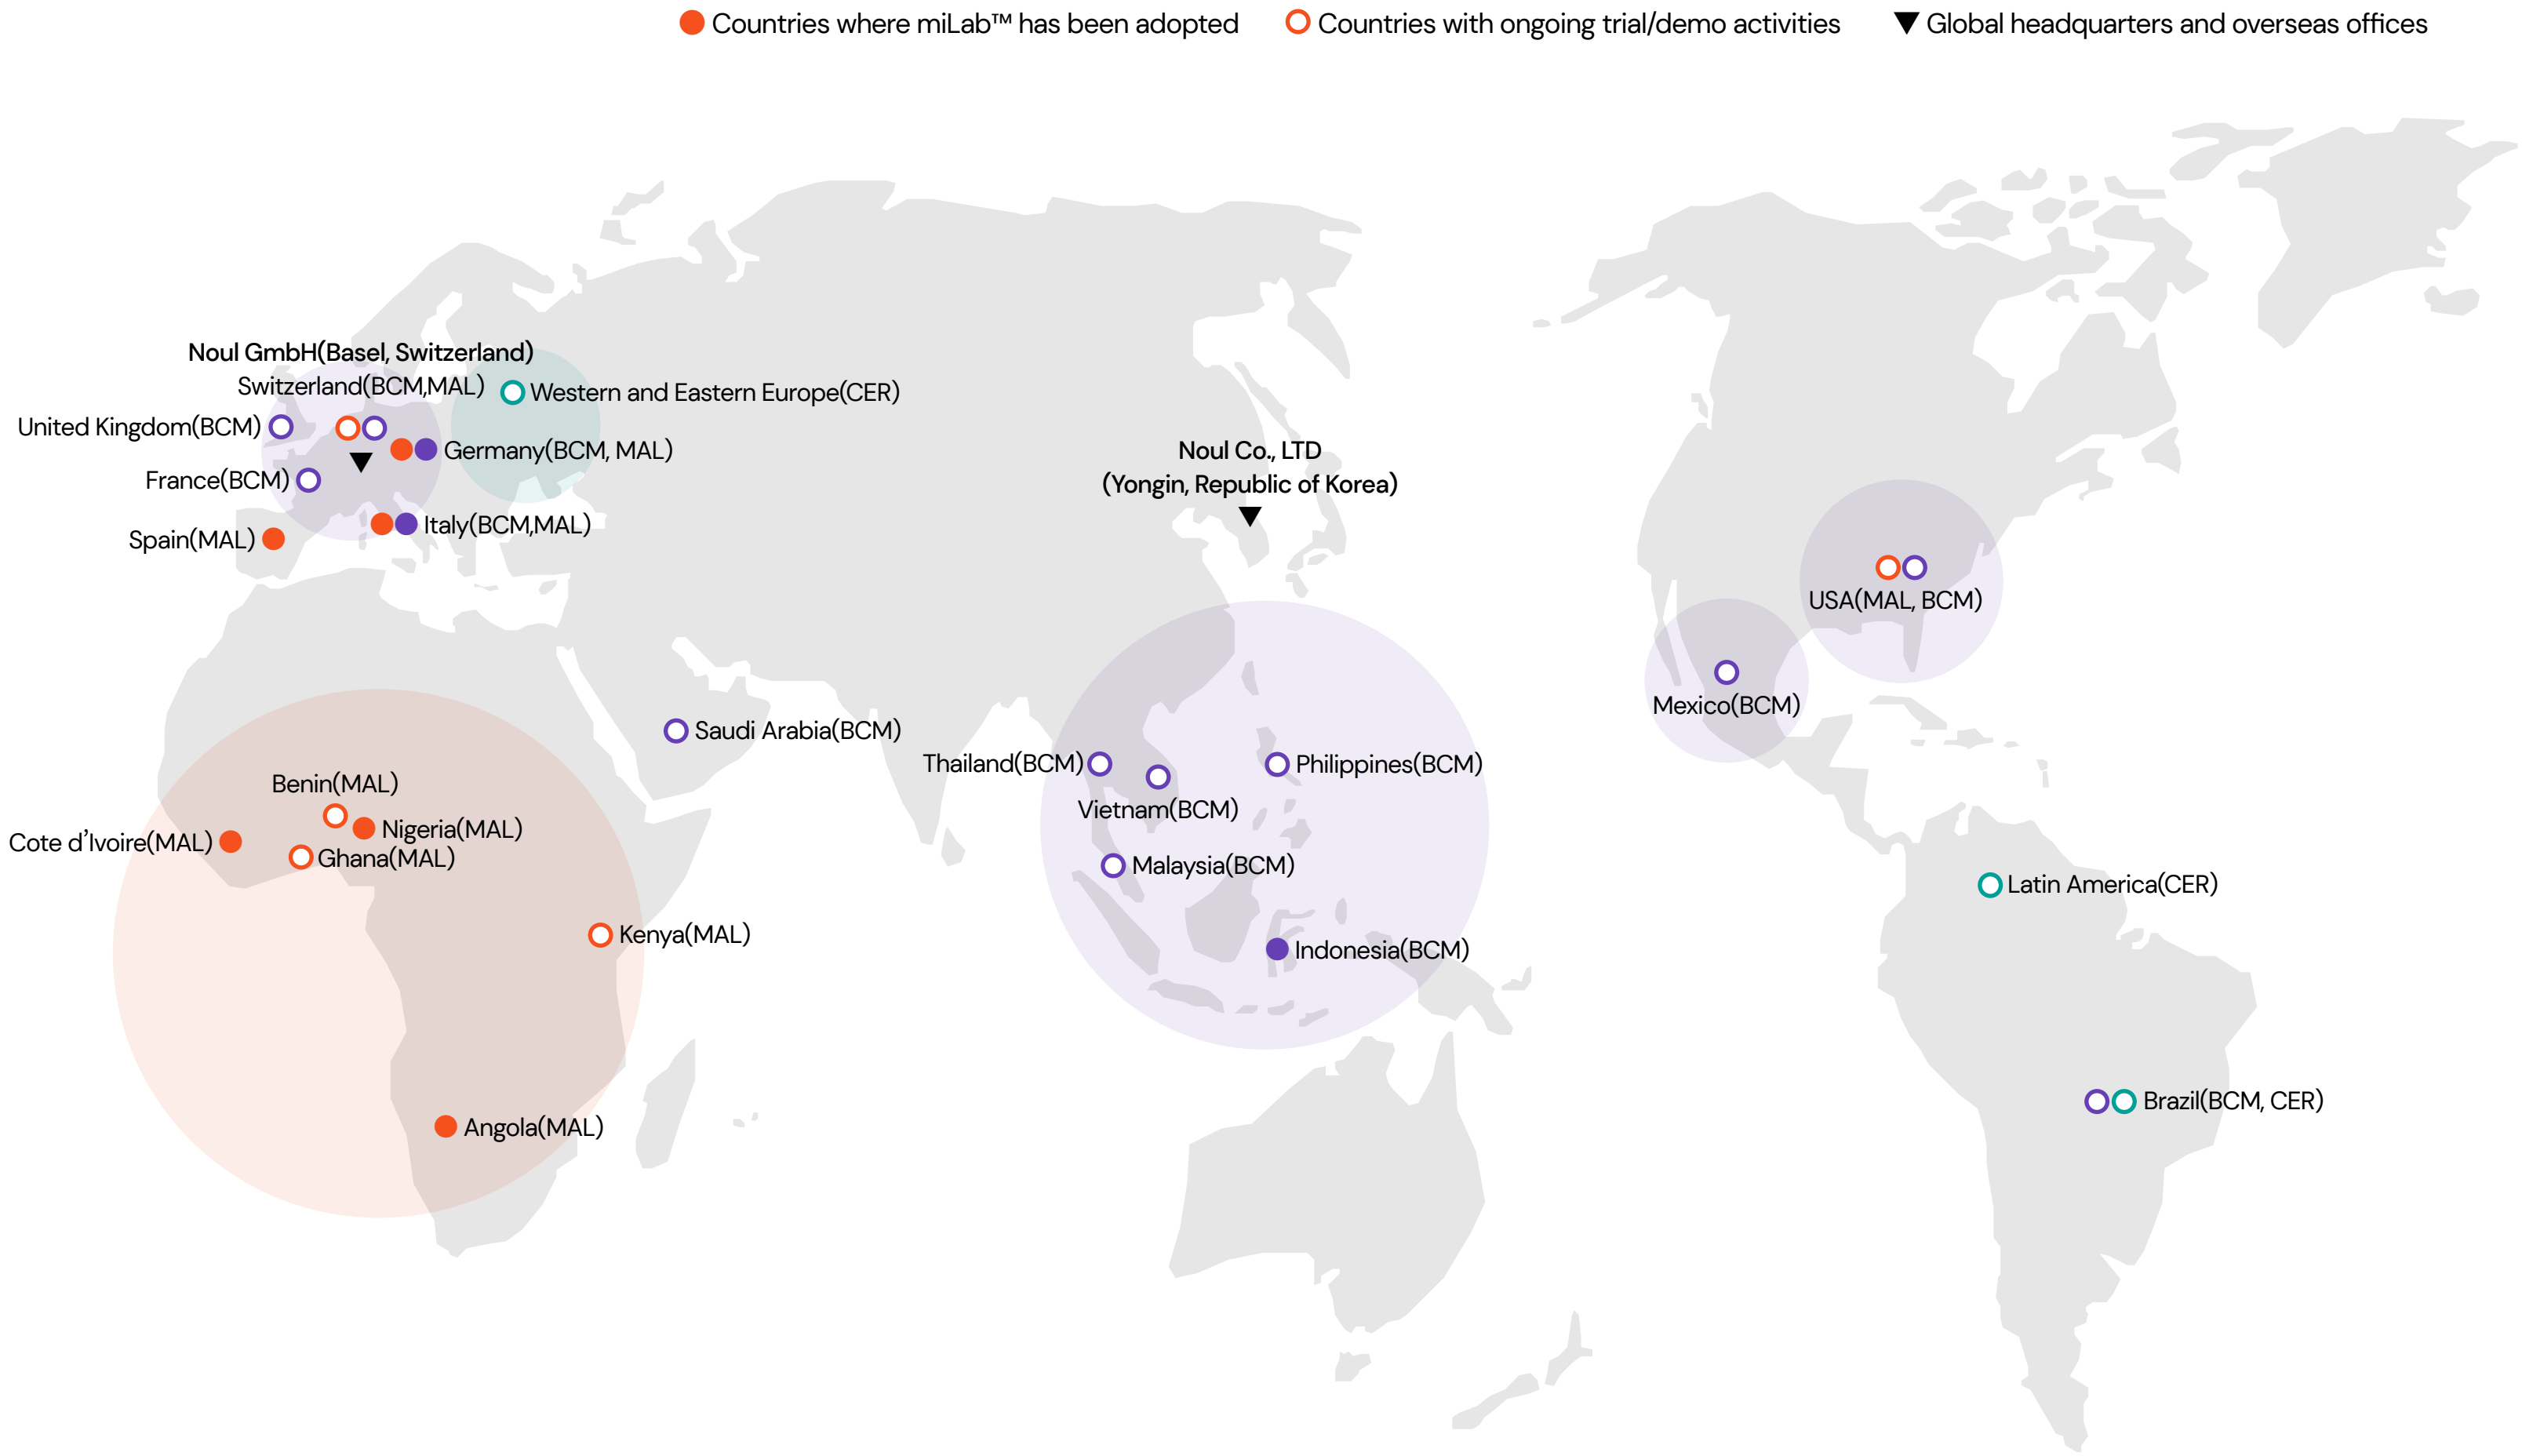 Countries where miLab™ has been adopted
Countries with ongoing trial/demo activities
Global headquarters and overseas offices
Noul GmbH(Basel, Switzerland)
Switzerland(BCM,MAL)
Western and Eastern Europe(CER)
United Kingdom(BCM)
Germany(BCM, MAL)
France(BCM)
Italy(BCM,MAL)
Spain(MAL)
Noul Co., LTD
(Yongin, Republic of Korea)
USA(MAL, BCM)
Mexico(BCM)
Saudi Arabia(BCM)
Thailand(BCM)
Philippines(BCM)
Vietnam(BCM)
Malaysia(BCM)
Indonesia(BCM)
Benin(MAL)
Nigeria(MAL)
Cote d’Ivoire(MAL)
Ghana(MAL)
Kenya(MAL)
Angola(MAL)
Latin America(CER)
Brazil(BCM, CER)